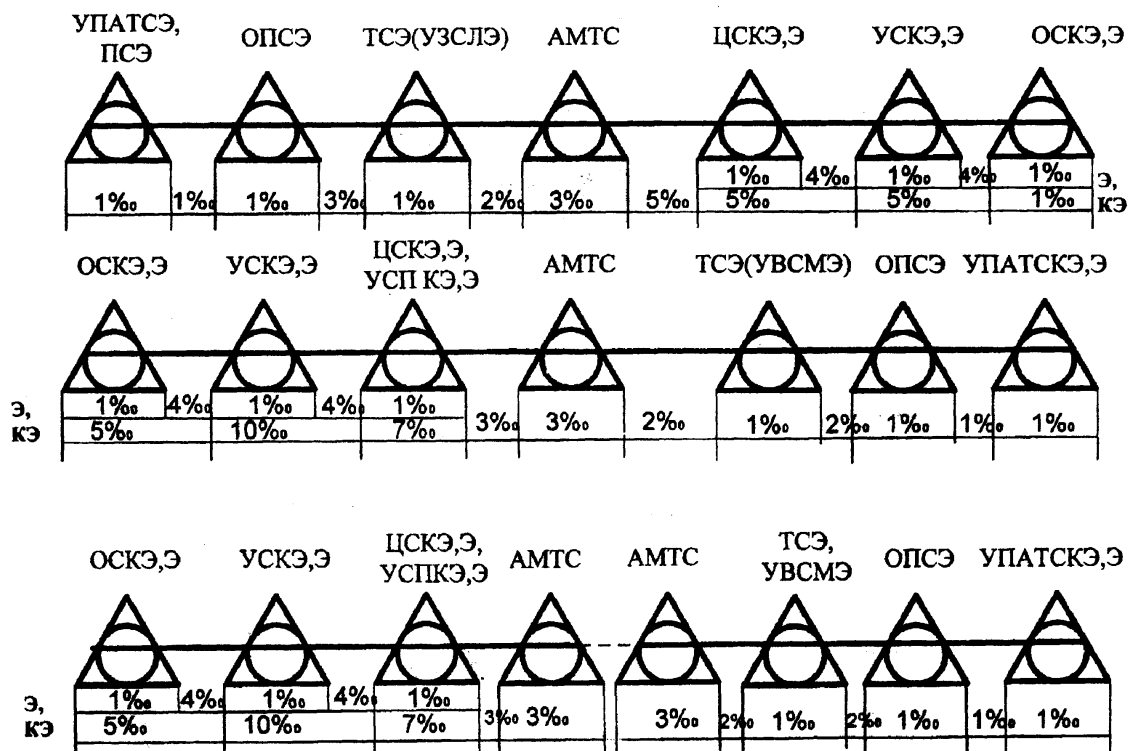 УПАТСЭ,
ПСЭ
ОПСЭ
ТСЭ(УЗСЛЭ)
АМТС
ЦСКЭ,Э
УСКЭ,Э
ОСКЭ,Э
1‰ 4‰ 1‰ 4‰ 1‰ Э,
1‰ 1‰ 1‰ 3‰ 1‰ 2‰ 3‰ 5‰ 5‰ 5‰ 1‰ КЭ
ОСКЭ,Э
УСКЭ,Э
ЦСКЭ,Э,
УСП КЭ,Э
АМТС
ТСЭ(УВСМЭ)
ОПСЭ
УПАТСКЭ,Э
Э, 1‰ 4‰ 1‰ 4‰ 1‰
КЭ 5‰ 10‰ 7‰ 3‰ 3‰ 2‰ 1‰ 2‰ 1‰ 1‰ 1‰
ОСКЭ,Э
УСКЭ,Э
ЦСКЭ,Э,
УСПКЭ,Э
АМТС
АМТС
ТСЭ,
УВСМЭ
ОПСЭ
УПАТСКЭ,Э
Э, 1‰ 4‰ 1‰ 4‰ 1‰
КЭ 5‰ 10‰ 7‰ 3‰ 3‰ 3‰ 2‰ 1‰ 2‰ 1‰ 1‰ 1‰